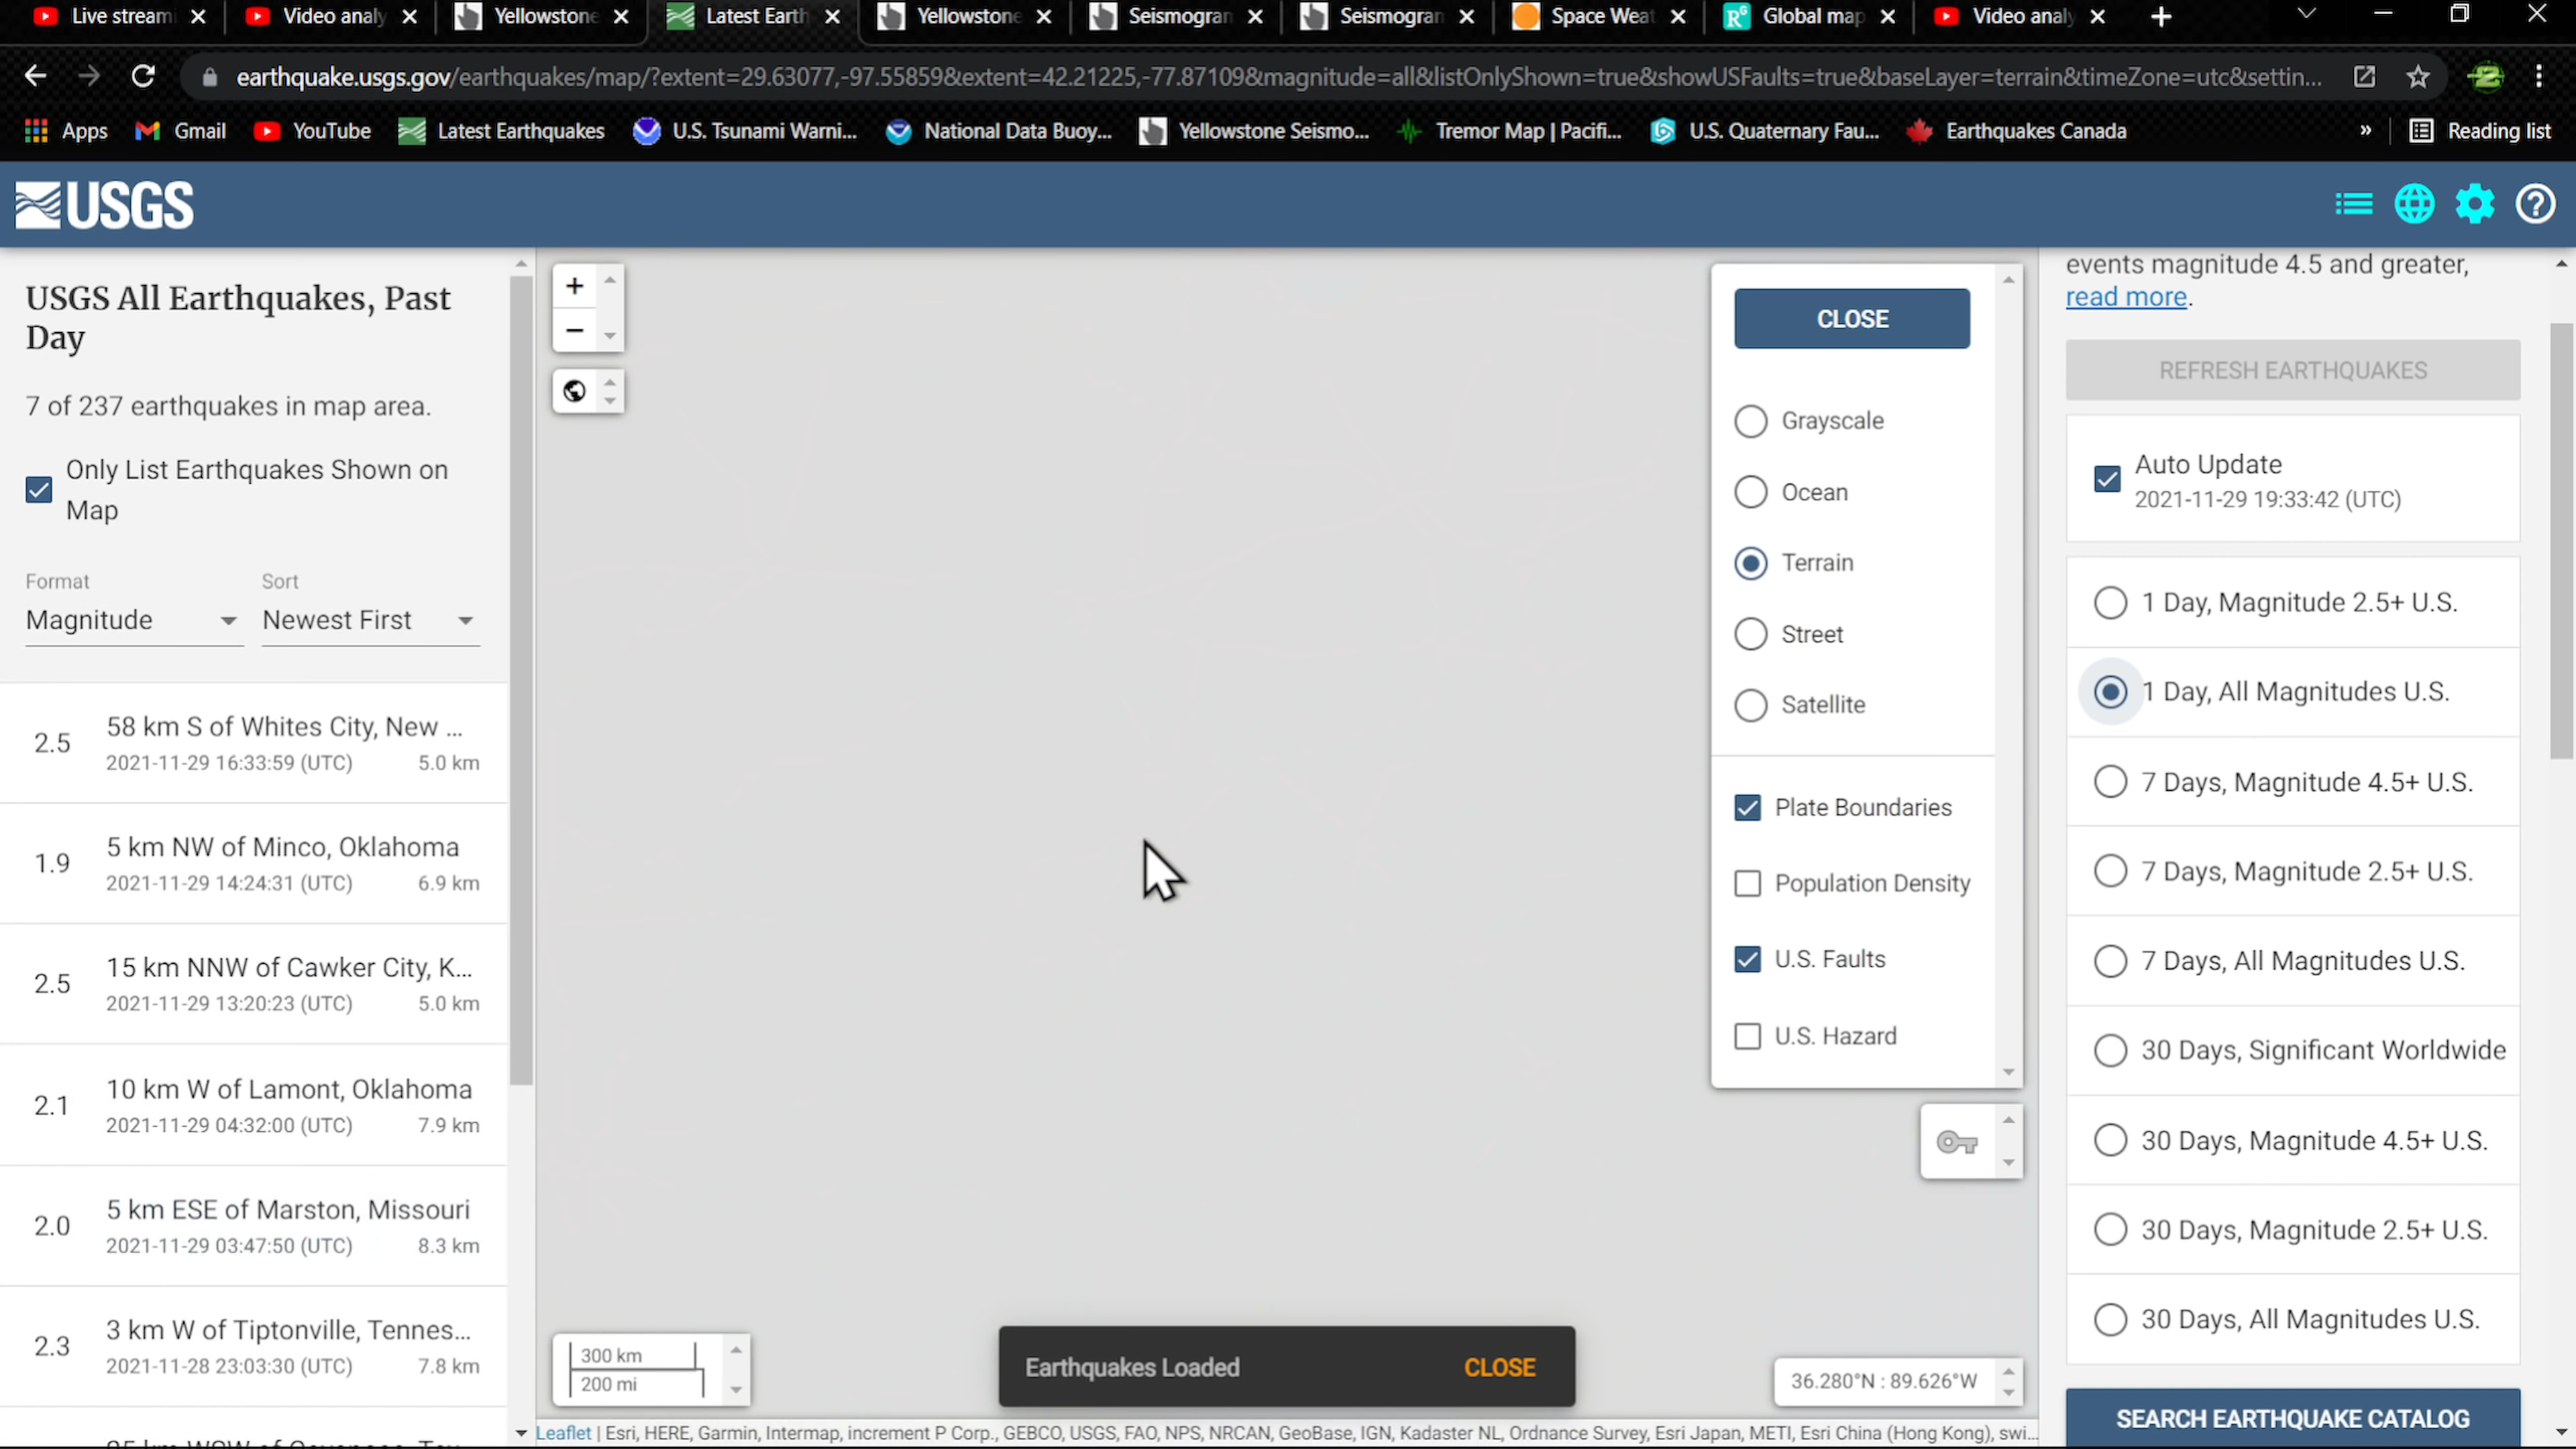 Live streami
Video analy
Yellowstone
Latest Earth
Yellowstone
Seismogran
Seismogran
Space Weat
Global map
Video analy
earthquake.usgs.gov/earthquakes/map/?extent=29.63077,-97.55859&extent=42.21225,-77.87109&magnitude=all&listOnlyShown=true&showUSFaults=true&baseLayer=terrain&timeZone=utc&settin...
Apps
Gmail
YouTube
Latest Earthquakes
U.S. Tsunami Warni...
National Data Buoy...
Yellowstone Seismo...
Tremor Map | Pacifi...
U.S. Quaternary Fau...
Earthquakes Canada
»
Reading list
USGS
USGS All Earthquakes, Past
Day
7 of 237 earthquakes in map area.
Only List Earthquakes Shown on
Map
Format
Sort
Magnitude
Newest First
2.5
58 km S of Whites City, New ...
2021-11-29 16:33:59 (UTC)
5.0 km
1.9
5 km NW of Minco, Oklahoma
2021-11-29 14:24:31 (UTC)
6.9 km
2.5
15 km NNW of Cawker City, K...
2021-11-29 13:20:23 (UTC)
5.0 km
2.1
10 km W of Lamont, Oklahoma
2021-11-29 04:32:00 (UTC)
7.9 km
2.0
5 km ESE of Marston, Missouri
2021-11-29 03:47:50 (UTC)
8.3 km
2.3
3 km W of Tiptonville, Tennes...
2021-11-28 23:03:30 (UTC)
7.8 km
+
−
300 km
200 mi
Earthquakes Loaded
CLOSE
36.280°N : 89.626°W
Leaflet | Esri, HERE, Garmin, Intermap, increment P Corp., GEBCO, USGS, FAO, NPS, NRCAN, GeoBase, IGN, Kadaster NL, Ordnance Survey, Esri Japan, METI, Esri China (Hong Kong), swi...
CLOSE
Grayscale
Ocean
Terrain
Street
Satellite
Plate Boundaries
Population Density
U.S. Faults
U.S. Hazard
events magnitude 4.5 and greater,
read more.
REFRESH EARTHQUAKES
Auto Update
2021-11-29 19:33:42 (UTC)
1 Day, Magnitude 2.5+ U.S.
1 Day, All Magnitudes U.S.
7 Days, Magnitude 4.5+ U.S.
7 Days, Magnitude 2.5+ U.S.
7 Days, All Magnitudes U.S.
30 Days, Significant Worldwide
30 Days, Magnitude 4.5+ U.S.
30 Days, Magnitude 2.5+ U.S.
30 Days, All Magnitudes U.S.
SEARCH EARTHQUAKE CATALOG